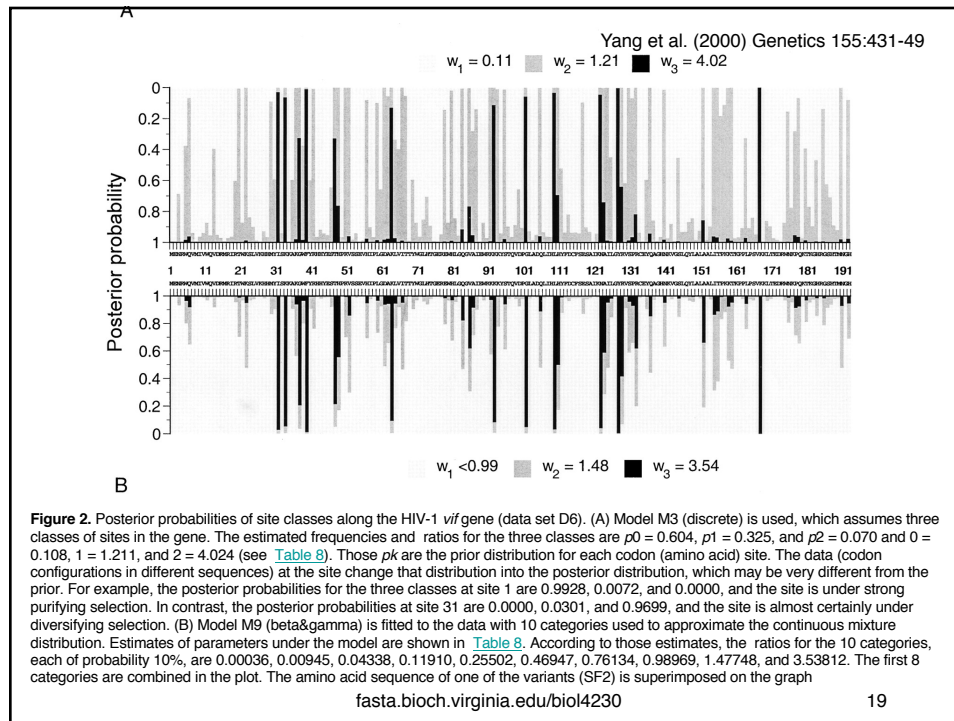 A
Yang et al. (2000) Genetics 155:431-49
w1 = 0.11 w2 = 1.21 w3 = 4.02
0
0.2
0.4
0.6
0.8
1
1 11 21 31 41 51 61 71 81 91 101 111 121 131 141 151 161 171 181 191
Posterior probability
1
0.8
0.6
0.4
0.2
0
w1 <0.99 w2 = 1.48 w3 = 3.54
B
Figure 2. Posterior probabilities of site classes along the HIV-1 vif gene (data set D6). (A) Model M3 (discrete) is used, which assumes three
classes of sites in the gene. The estimated frequencies and ratios for the three classes are p0 = 0.604, p1 = 0.325, and p2 = 0.070 and 0 =
0.108, 1 = 1.211, and 2 = 4.024 (see Table 8). Those pk are the prior distribution for each codon (amino acid) site. The data (codon
configurations in different sequences) at the site change that distribution into the posterior distribution, which may be very different from the
prior. For example, the posterior probabilities for the three classes at site 1 are 0.9928, 0.0072, and 0.0000, and the site is under strong
purifying selection. In contrast, the posterior probabilities at site 31 are 0.0000, 0.0301, and 0.9699, and the site is almost certainly under
diversifying selection. (B) Model M9 (beta&gamma) is fitted to the data with 10 categories used to approximate the continuous mixture
distribution. Estimates of parameters under the model are shown in Table 8. According to those estimates, the ratios for the 10 categories,
each of probability 10%, are 0.00036, 0.00945, 0.04338, 0.11910, 0.25502, 0.46947, 0.76134, 0.98969, 1.47748, and 3.53812. The first 8
categories are combined in the plot. The amino acid sequence of one of the variants (SF2) is superimposed on the graph
fasta.bioch.virginia.edu/biol4230 19